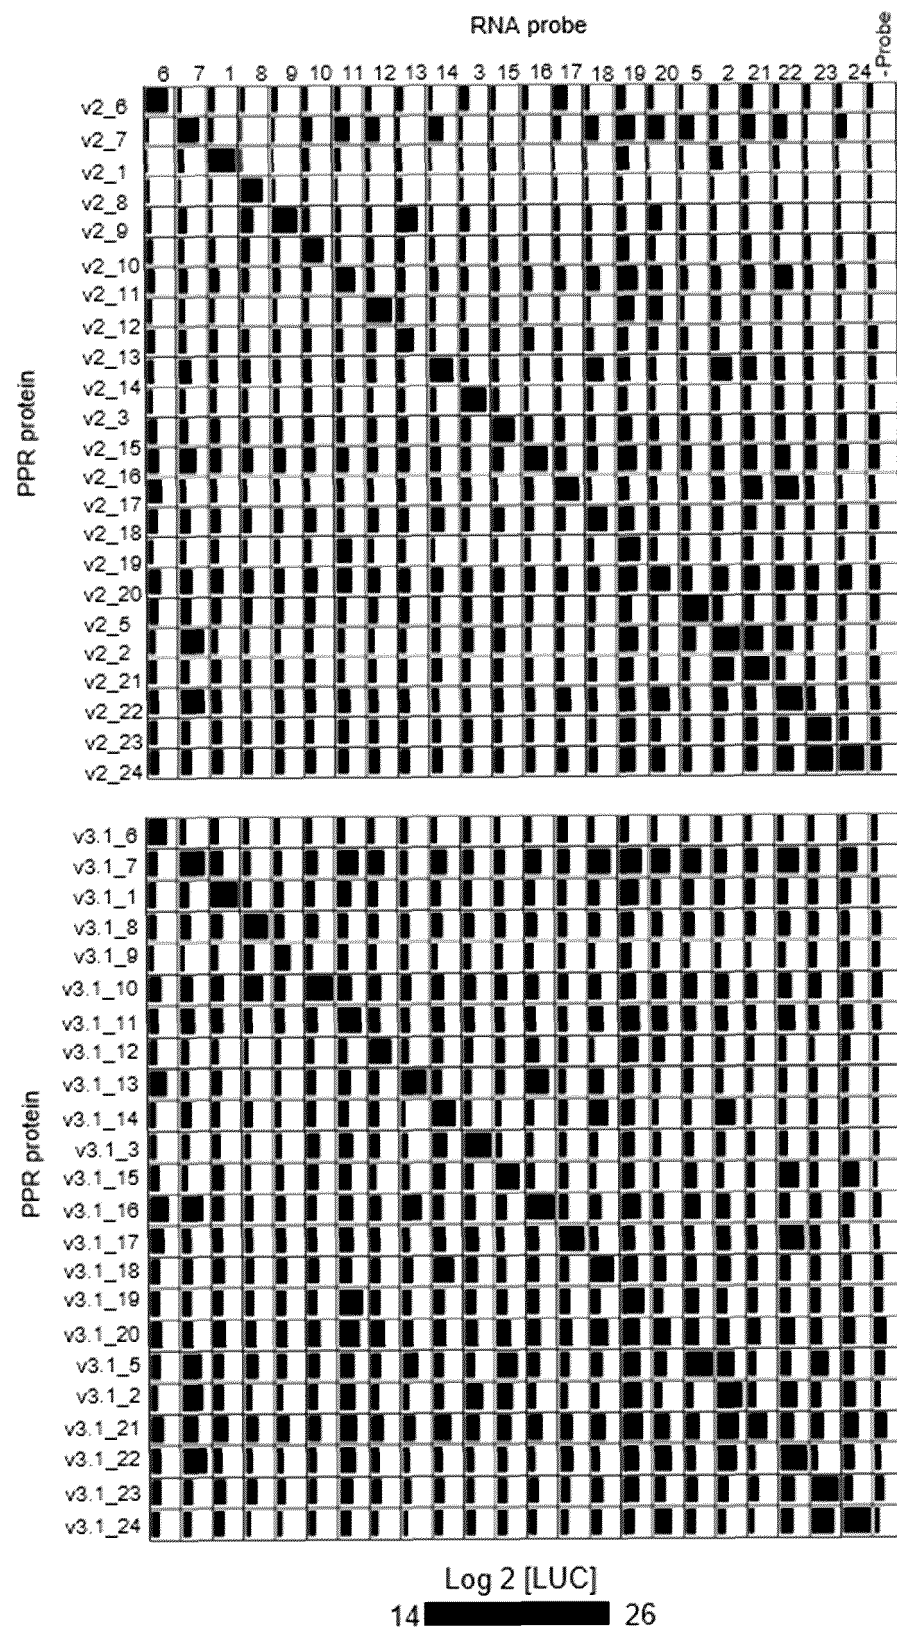 RNA probe
6 7 1 8 9 10 11 12 13 14 3 15 16 17 18 19 20 5 2 21 22 23 24 - Probe
PPR protein
v2_6
v2_7
v2_1
v2_8
v2_9
v2_10
v2_11
v2_12
v2_13
v2_14
v2_3
v2_15
v2_16
v2_17
v2_18
v2_19
v2_20
v2_5
v2_2
v2_21
v2_22
v2_23
v2_24
PPR protein
v3.1_6
v3.1_7
v3.1_1
v3.1_8
v3.1_9
v3.1_10
v3.1_11
v3.1_12
v3.1_13
v3.1_14
v3.1_3
v3.1_15
v3.1_16
v3.1_17
v3.1_18
v3.1_19
v3.1_20
v3.1_5
v3.1_2
v3.1_21
v3.1_22
v3.1_23
v3.1_24
Log 2 [LUC]
14 26